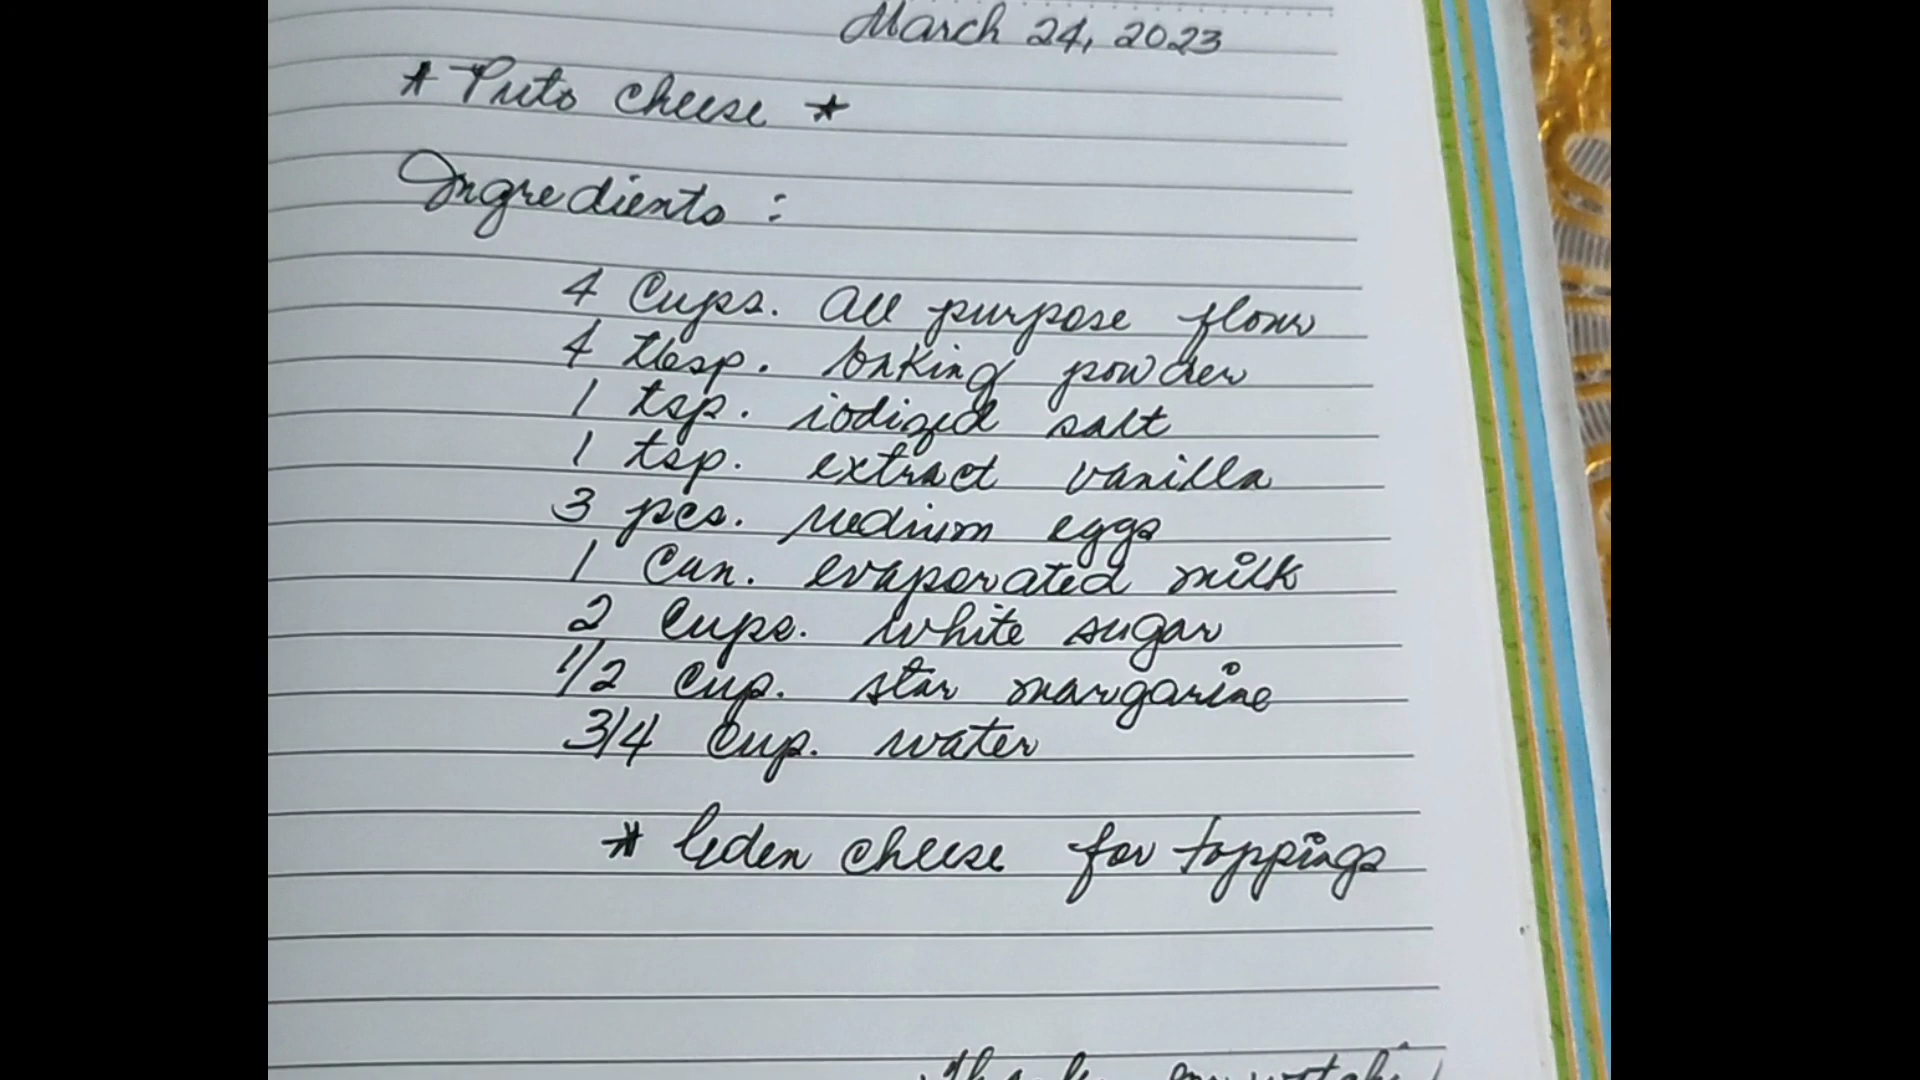 March 24, 2023
* Puto cheese *
Ingredients :
4 Cups. All purpose flour
4 tbsp. baking powder
1 tsp. iodized salt
1 tsp. extract vanilla
3 pcs. medium eggs
1 Can. evaporated milk
2 Cups. white sugar
1/2 Cup. star margarine
3/4 Cup. water
* Eden cheese for toppings